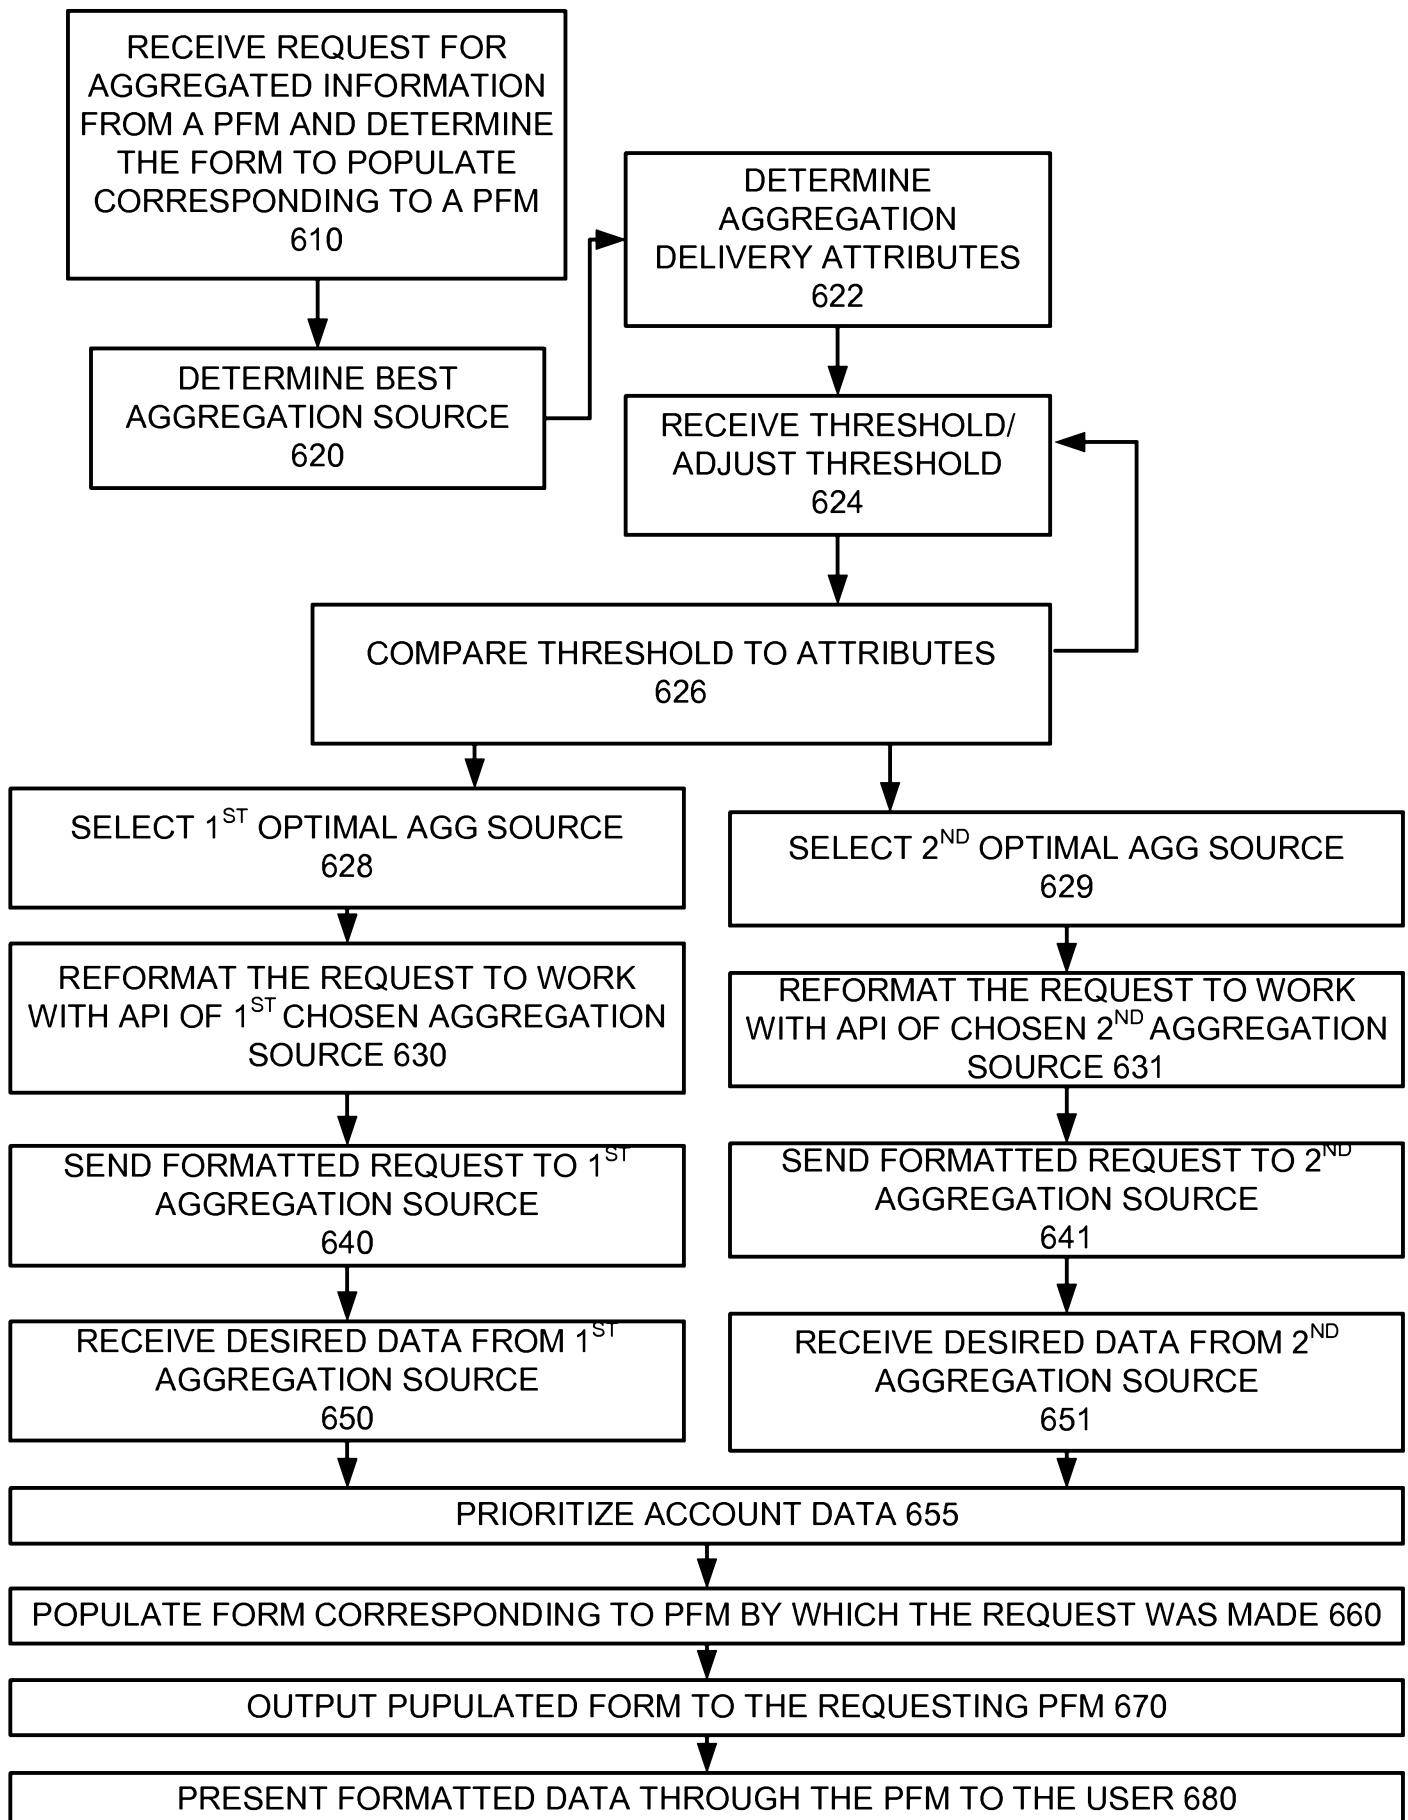 RECEIVE REQUEST FOR
AGGREGATED INFORMATION
FROM A PFM AND DETERMINE
THE FORM TO POPULATE
CORRESPONDING TO A PFM
610
DETERMINE BEST
AGGREGATION SOURCE
620
DETERMINE
AGGREGATION
DELIVERY ATTRIBUTES
622
RECEIVE THRESHOLD/
ADJUST THRESHOLD
624
COMPARE THRESHOLD TO ATTRIBUTES
626
SELECT 1ST OPTIMAL AGG SOURCE
628
REFORMAT THE REQUEST TO WORK
WITH API OF 1ST CHOSEN AGGREGATION
SOURCE 630
SEND FORMATTED REQUEST TO 1ST
AGGREGATION SOURCE
640
RECEIVE DESIRED DATA FROM 1ST
AGGREGATION SOURCE
650
SELECT 2ND OPTIMAL AGG SOURCE
629
REFORMAT THE REQUEST TO WORK
WITH API OF CHOSEN 2ND AGGREGATION
SOURCE 631
SEND FORMATTED REQUEST TO 2ND
AGGREGATION SOURCE
641
RECEIVE DESIRED DATA FROM 2ND
AGGREGATION SOURCE
651
PRIORITIZE ACCOUNT DATA 655
POPULATE FORM CORRESPONDING TO PFM BY WHICH THE REQUEST WAS MADE 660
OUTPUT PUPULATED FORM TO THE REQUESTING PFM 670
PRESENT FORMATTED DATA THROUGH THE PFM TO THE USER 680